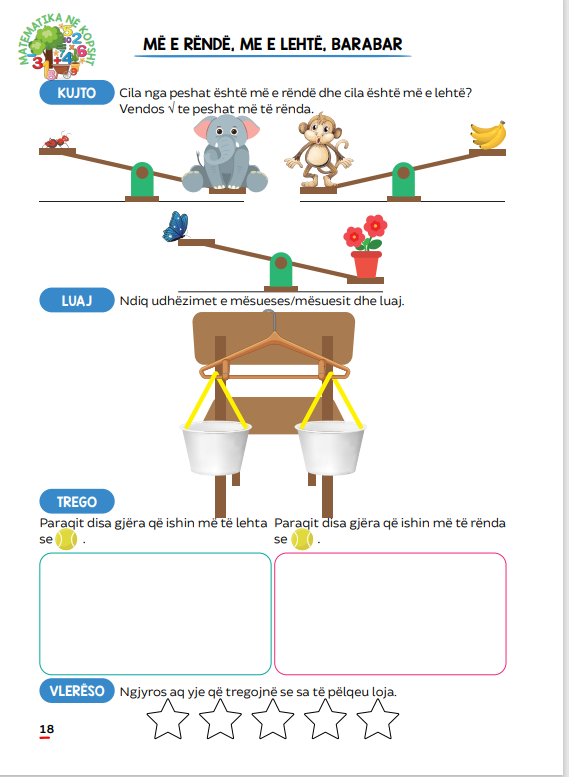 MATEMATIKA NË KOPSHT
MË E RËNDË, ME E LEHTË, BARABAR
KUJTO
Cila nga peshat është më e rëndë dhe cila është më e lehtë?
Vendos √ te peshat më të rënda.
LUAJ
Ndiq udhëzimet e mësueses/mësuesit dhe luaj.
TREGO
Paraqit disa gjëra që ishin më të lehta
se .
Paraqit disa gjëra që ishin më të rënda
se .
VLERËSO
Ngjyros aq yje që tregojnë se sa të pëlqeu loja.
18